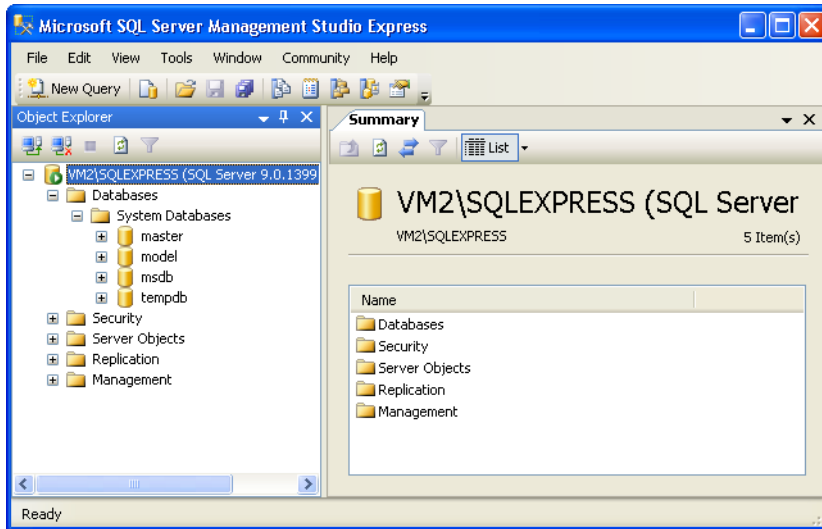 Microsoft SQL Server Management Studio Express
File Edit View Tools Window Community Help
New Query
Object Explorer
Summary
List
VM2\SQLEXPRESS (SQL Server 9.0.1399
Databases
System Databases
master
model
msdb
tempdb
Security
Server Objects
Replication
Management
VM2\SQLEXPRESS (SQL Server
VM2\SQLEXPRESS 5 Item(s)
Name
Databases
Security
Server Objects
Replication
Management
Ready